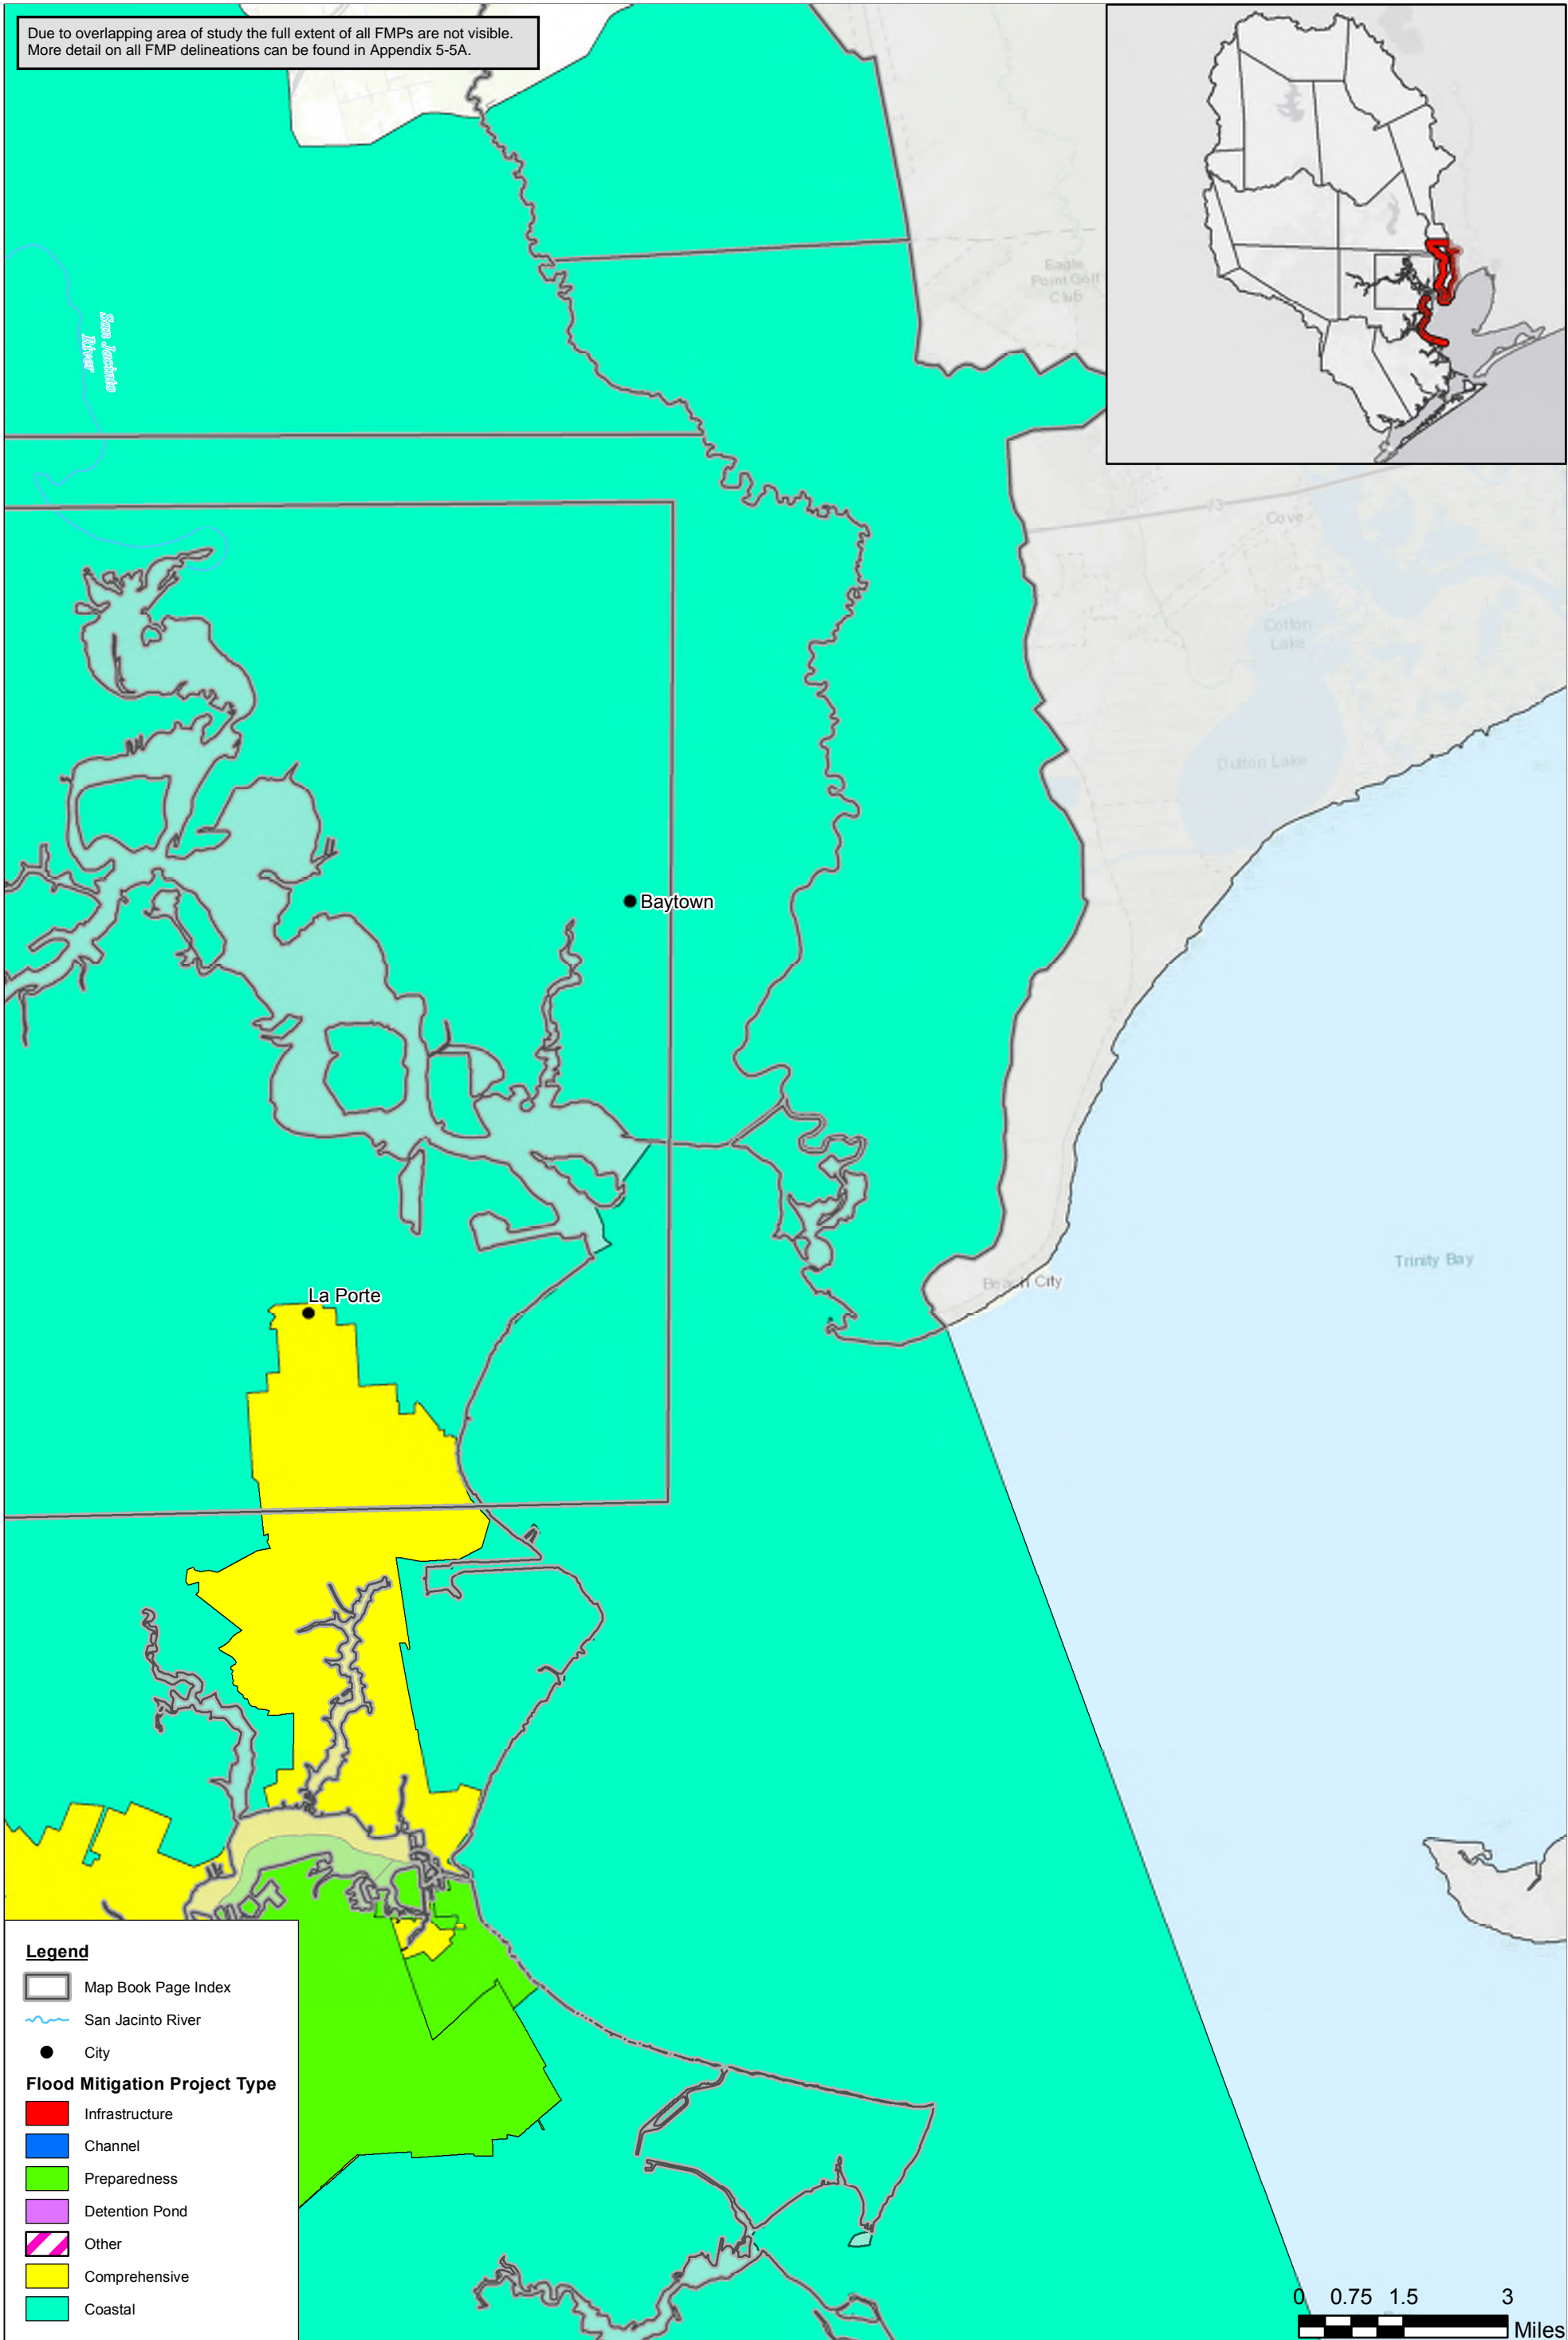 Due to overlapping area of study the full extent of all FMPs are not visible.
More detail on all FMP delineations can be found in Appendix 5-5A.
Eagle
Point Golf
Club
San Jacinto
River
73
Cove
Cotton
Lake
Dutton Lake
Baytown
Trinity Bay
Beach City
La Porte
Legend
Map Book Page Index
San Jacinto River
City
Flood Mitigation Project Type
Infrastructure
Channel
Preparedness
Detention Pond
Other
Comprehensive
Coastal
0 0.75 1.5 3
Miles